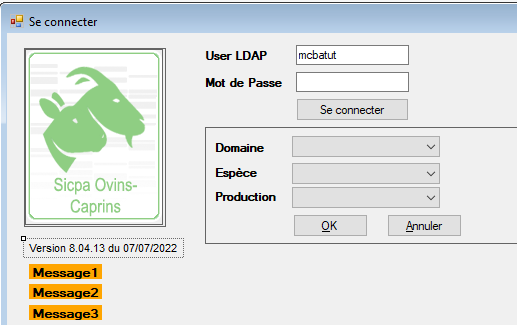 Se connecter
User LDAP mcbatut
Mot de Passe
Se connecter
Sicpa Ovins-
Caprins
Domaine
Espèce
Production
OK Annuler
Version 8.04.13 du 07/07/2022
Message1
Message2
Message3